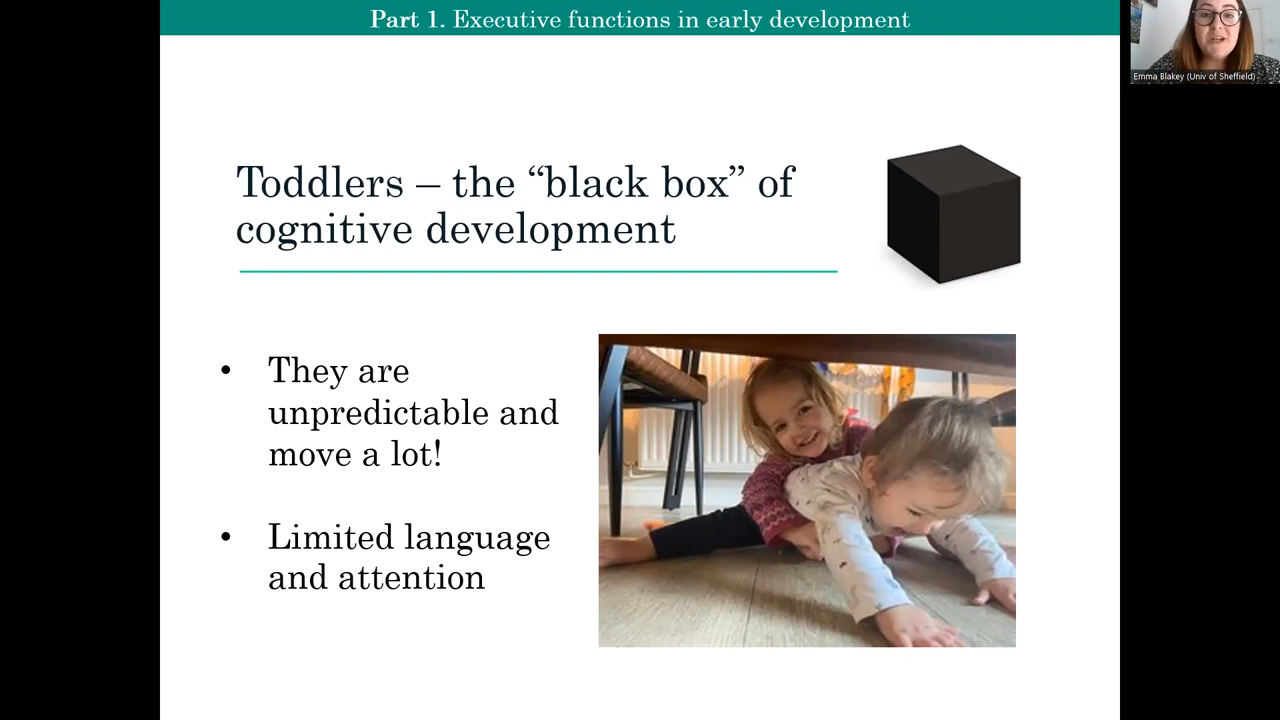 Part 1. Executive functions in early development
Emma Blakey (Univ of Sheffield)
Toddlers – the “black box” of
cognitive development
• They are
unpredictable and
move a lot!
• Limited language
and attention